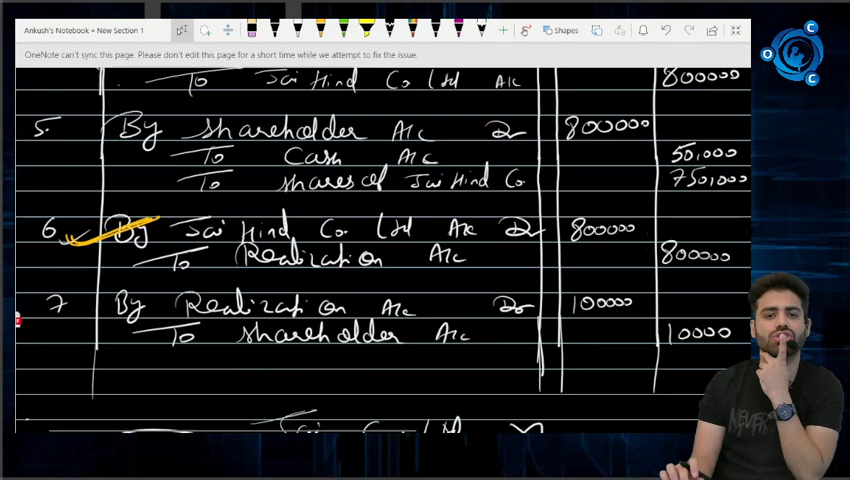 Ankush's Notebook » New Section 1
Shapes
OneNote can't sync this page. Please don't edit this page for a short time while we attempt to fix the issue.
To Jai Hind Co Ltd A/c 800000
5. By Shareholder A/c Dr 800000
To Cash A/c 50,000
To Shares of Jai Hind Co 750,000
6 By Jai Hind Co Ltd A/c Dr 800000
To Realization A/c 800000
7 By Realization A/c Dr 100000
To Shareholder A/c 10000
O C C
NEVER